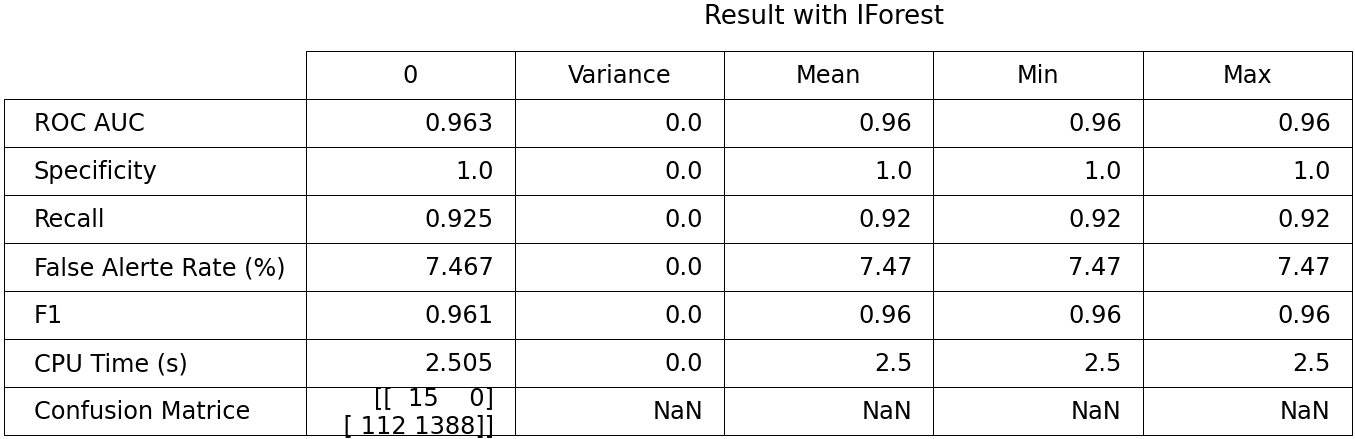 Result with IForest
0 Variance Mean Min Max
ROC AUC 0.963 0.0 0.96 0.96 0.96
Specificity 1.0 0.0 1.0 1.0 1.0
Recall 0.925 0.0 0.92 0.92 0.92
False Alerte Rate (%) 7.467 0.0 7.47 7.47 7.47
F1 0.961 0.0 0.96 0.96 0.96
CPU Time (s) 2.505 0.0 2.5 2.5 2.5
Confusion Matrice [[ 15 0]
[ 112 1388]] NaN NaN NaN NaN